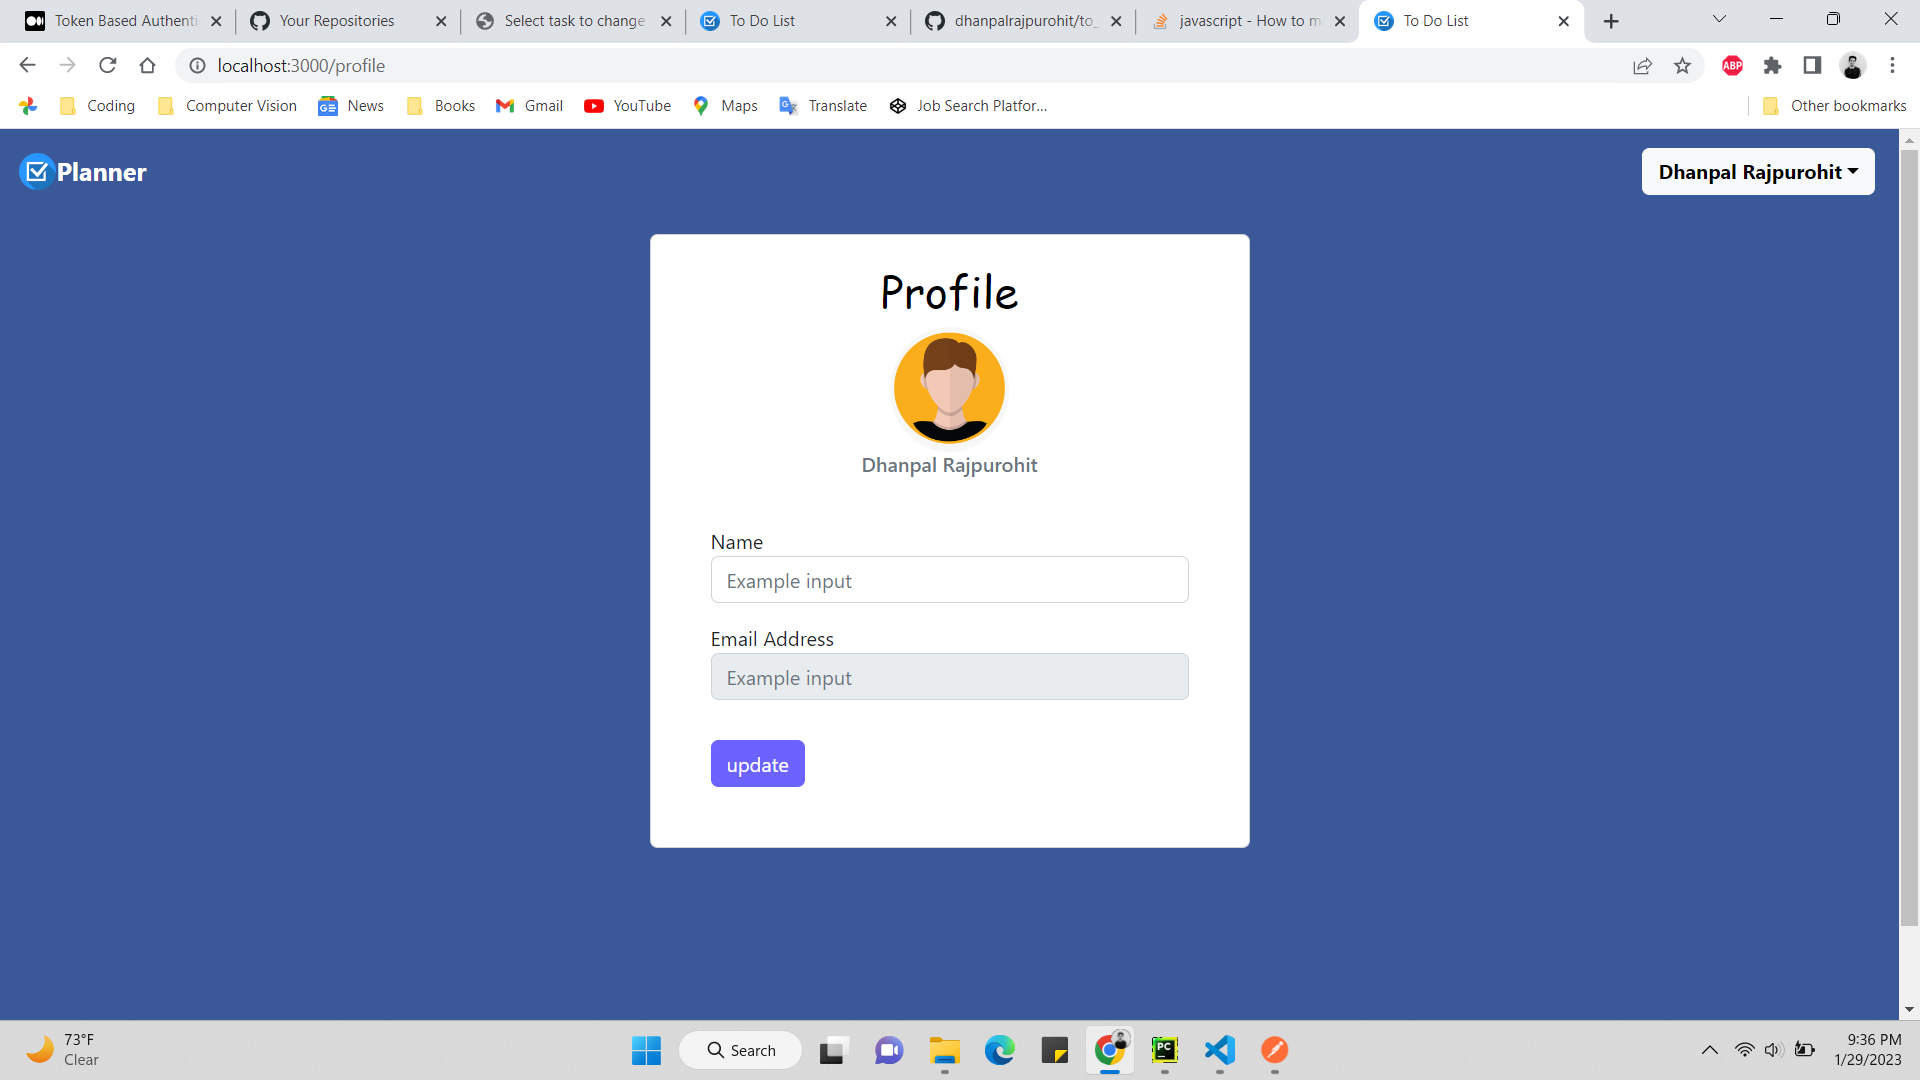 Token Based Authenti
Your Repositories
Select task to change
To Do List
dhanpalrajpurohit/to_
javascript - How to m
To Do List
localhost:3000/profile
ABP
Coding
Computer Vision
News
Books
Gmail
YouTube
Maps
Translate
Job Search Platfor...
Other bookmarks
Planner
Dhanpal Rajpurohit
Profile
Dhanpal Rajpurohit
Name
Example input
Email Address
Example input
update
73°F
Clear
Search
PC
9:36 PM
1/29/2023